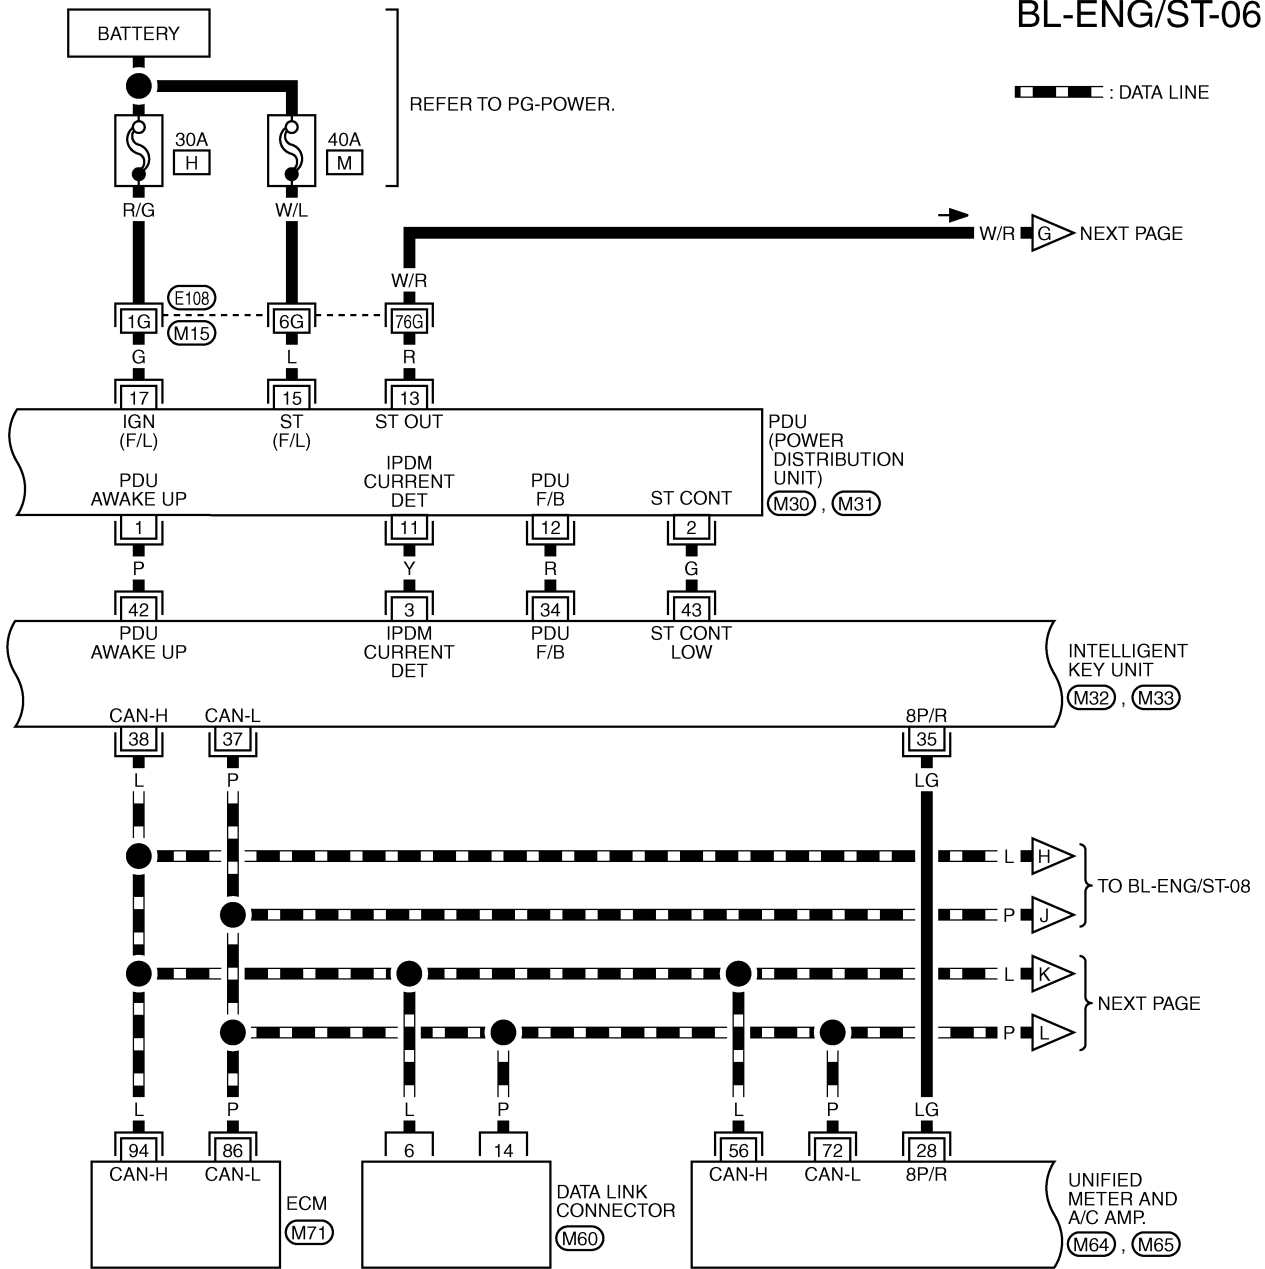 BL-ENG/ST-06
BATTERY
: DATA LINE
REFER TO PG-POWER.
30A
H
40A
M
R/G
W/L
W/R
G
NEXT PAGE
W/R
E108
1G
6G
76G
M15
G
L
R
17
15
13
IGN
(F/L)
ST
(F/L)
ST OUT
PDU
(POWER
DISTRIBUTION
UNIT)
M30 , M31
PDU
AWAKE UP
IPDM
CURRENT
DET
PDU
F/B
ST CONT
1
11
12
2
P
Y
R
G
42
3
34
43
PDU
AWAKE UP
IPDM
CURRENT
DET
PDU
F/B
ST CONT
LOW
INTELLIGENT
KEY UNIT
M32 , M33
CAN-H
CAN-L
8P/R
38
37
35
L
P
LG
L
H
TO BL-ENG/ST-08
P
J
L
K
NEXT PAGE
P
L
L
P
L
P
L
P
LG
94
86
6
14
56
72
28
CAN-H
CAN-L
CAN-H
CAN-L
8P/R
ECM
M71
DATA LINK
CONNECTOR
M60
UNIFIED
METER AND
A/C AMP.
M64 , M65